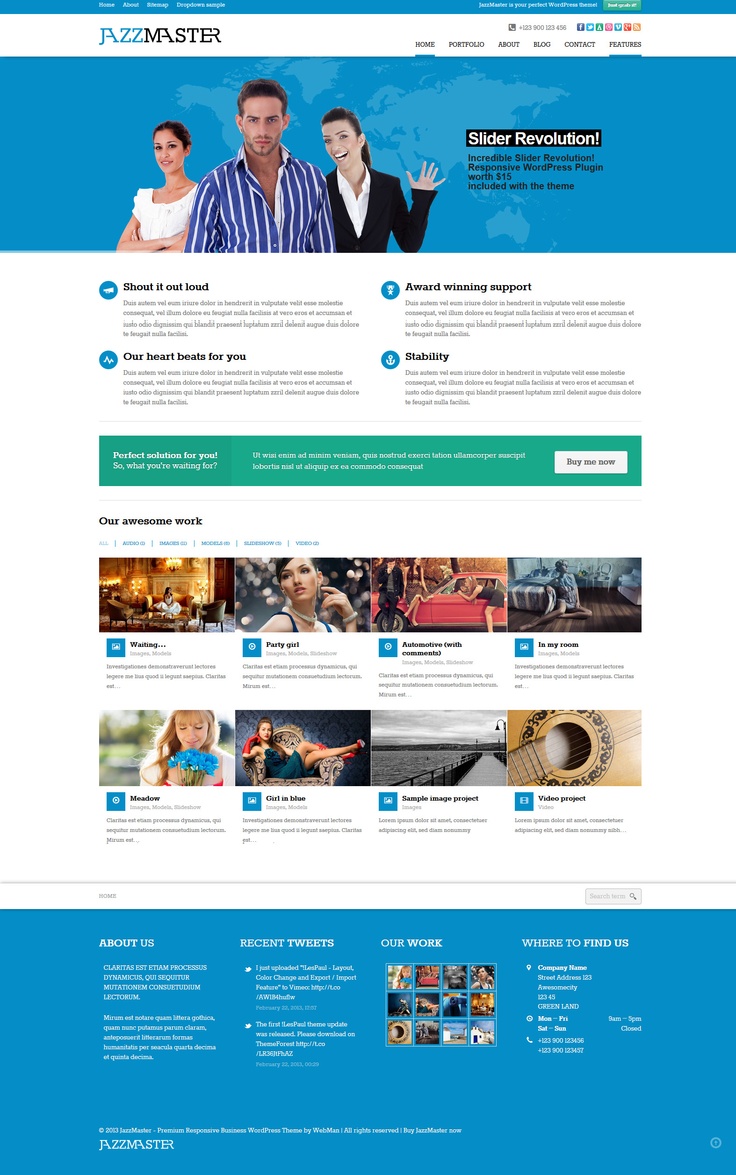 Home About Sitemap Dropdown sample
JazzMaster is your perfect WordPress theme! Just grab it!
JAZZMASTER
+123 900 123 456
HOME PORTFOLIO ABOUT BLOG CONTACT FEATURES
Slider Revolution!
Incredible Slider Revolution!
Responsive WordPress Plugin
worth $15
included with the theme
Shout it out loud
Duis autem vel eum iriure dolor in hendrerit in vulputate velit esse molestie
consequat, vel illum dolore eu feugiat nulla facilisis at vero eros et accumsan et
iusto odio dignissim qui blandit praesent luptatum zzril delenit augue duis dolore
te feugait nulla facilisi.
Award winning support
Duis autem vel eum iriure dolor in hendrerit in vulputate velit esse molestie
consequat, vel illum dolore eu feugiat nulla facilisis at vero eros et accumsan et
iusto odio dignissim qui blandit praesent luptatum zzril delenit augue duis dolore
te feugait nulla facilisi.
Our heart beats for you
Duis autem vel eum iriure dolor in hendrerit in vulputate velit esse molestie
consequat, vel illum dolore eu feugiat nulla facilisis at vero eros et accumsan et
iusto odio dignissim qui blandit praesent luptatum zzril delenit augue duis dolore
te feugait nulla facilisi.
Stability
Duis autem vel eum iriure dolor in hendrerit in vulputate velit esse molestie
consequat, vel illum dolore eu feugiat nulla facilisis at vero eros et accumsan et
iusto odio dignissim qui blandit praesent luptatum zzril delenit augue duis dolore
te feugait nulla facilisi.
Perfect solution for you!
So, what you're waiting for?
Ut wisi enim ad minim veniam, quis nostrud exerci tation ullamcorper suscipit
lobortis nisl ut aliquip ex ea commodo consequat
Buy me now
Our awesome work
ALL | AUDIO (1) | IMAGES (12) | MODELS (6) | SLIDESHOW (5) | VIDEO (2)
Waiting...
Images, Models
Investigationes demonstraverunt lectores
legere me lius quod ii legunt saepius. Claritas
est...
Party girl
Images, Models, Slideshow
Claritas est etiam processus dynamicus, qui
sequitur mutationem consuetudium lectorum.
Mirum est...
Automotive (with
comments)
Images, Models, Slideshow
Claritas est etiam processus dynamicus, qui
sequitur mutationem consuetudium lectorum.
Mirum est...
In my room
Images, Models
Investigationes demonstraverunt lectores
legere me lius quod ii legunt saepius. Claritas
est...
Meadow
Images, Models, Slideshow
Claritas est etiam processus dynamicus, qui
sequitur mutationem consuetudium lectorum.
Mirum est...
Girl in blue
Images, Models
Investigationes demonstraverunt lectores
legere me lius quod ii legunt saepius. Claritas
est...
Sample image project
Images
Lorem ipsum dolor sit amet, consectetuer
adipiscing elit, sed diam nonummy
Video project
Video
Lorem ipsum dolor sit amet, consectetuer
adipiscing elit, sed diam nonummy nibh...
HOME
Search term
ABOUT US
CLARITAS EST ETIAM PROCESSUS
DYNAMICUS, QUI SEQUITUR
MUTATIONEM CONSUETUDIUM
LECTORUM.
Mirum est notare quam littera gothica,
quam nunc putamus parum claram,
anteposuerit litterarum formas
humanitatis per seacula quarta decima
et quinta decima.
RECENT TWEETS
I just uploaded "!LesPaul - Layout,
Color Change and Export / Import
Feature" to Vimeo: http://t.co
February 22, 2013, 17:27
The first !LesPaul theme update
was released. Please download on
ThemeForest http://t.co
February 22, 2013, 00:29
OUR WORK
WHERE TO FIND US
Company Name
Street Address 123
Awesomecity
123 45
GREEN LAND
Mon – Fri 9am – 5pm
Sat – Sun Closed
+123 900 123456
+123 900 123457
© 2013 JazzMaster - Premium Responsive Business WordPress Theme by WebMan | All rights reserved | Buy JazzMaster now
JAZZMASTER